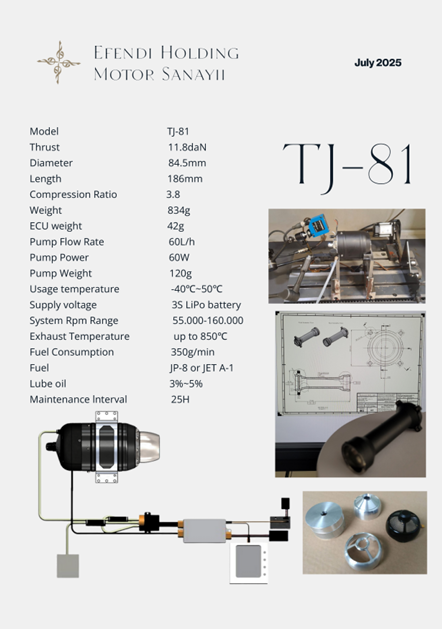 EFENDI HOLDING
MOTOR SANAYII
July 2025
Model TJ-81
Thrust 11.8daN
Diameter 84.5mm
Length 186mm
Compression Ratio 3.8
Weight 834g
ECU weight 42g
Pump Flow Rate 60L/h
Pump Power 60W
Pump Weight 120g
Usage temperature -40℃~50℃
Supply voltage 3S LiPo battery
System Rpm Range 55.000-160.000
Exhaust Temperature up to 850℃
Fuel Consumption 350g/min
Fuel JP-8 or JET A-1
Lube oil 3%~5%
Maintenance Interval 25H
TJ-81